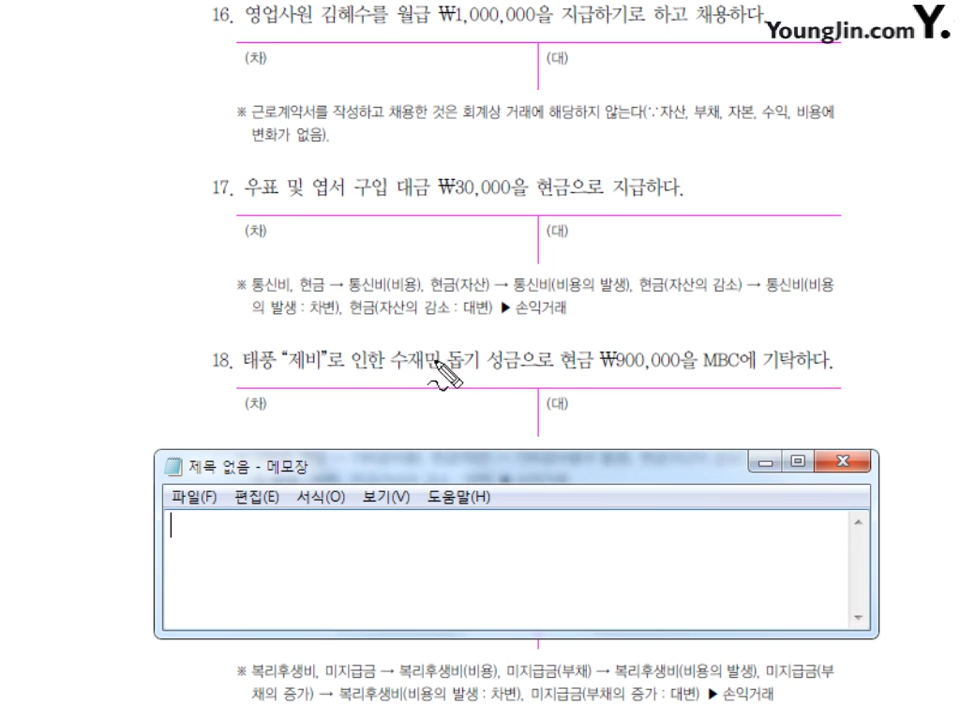 16. 영업사원 김혜수를 월급 ₩1,000,000을 지급하기로 하고 채용하다.
YoungJin.com Y.
(차) (대)
※ 근로계약서를 작성하고 채용한 것은 회계상 거래에 해당하지 않는다(∵자산, 부채, 자본, 수익, 비용에
변화가 없음).
17. 우표 및 엽서 구입 대금 ₩30,000을 현금으로 지급하다.
(차) (대)
※ 통신비, 현금 → 통신비(비용), 현금(자산) → 통신비(비용의 발생), 현금(자산의 감소) → 통신비(비용
의 발생 : 차변), 현금(자산의 감소 : 대변) ▶ 손익거래
18. 태풍 “제비”로 인한 수재민 돕기 성금으로 현금 ₩900,000을 MBC에 기탁하다.
(차) (대)
제목 없음 - 메모장
파일(F) 편집(E) 서식(O) 보기(V) 도움말(H)
※ 복리후생비, 미지급금 → 복리후생비(비용), 미지급금(부채) → 복리후생비(비용의 발생), 미지급금(부
채의 증가) → 복리후생비(비용의 발생 : 차변), 미지급금(부채의 증가 : 대변) ▶ 손익거래